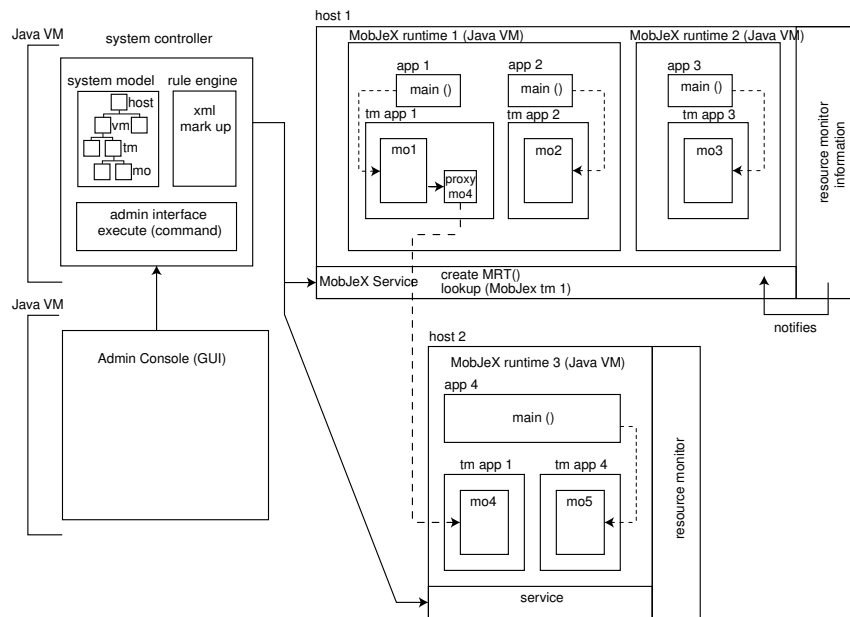 Java VM
system controller
system model
host
vm
tm
mo
rule engine
xml
mark up
admin interface
execute (command)
Java VM
Admin Console (GUI)
host 1
MobJeX runtime 1 (Java VM)
app 1
main ()
app 2
main ()
tm app 1
mo1
proxy
mo4
tm app 2
mo2
MobJeX runtime 2 (Java VM)
app 3
main ()
tm app 3
mo3
resource monitor
information
MobJeX Service
create MRT()
lookup (MobJex tm 1)
notifies
host 2
MobJeX runtime 3 (Java VM)
app 4
main ()
tm app 1
mo4
tm app 4
mo5
resource monitor
service